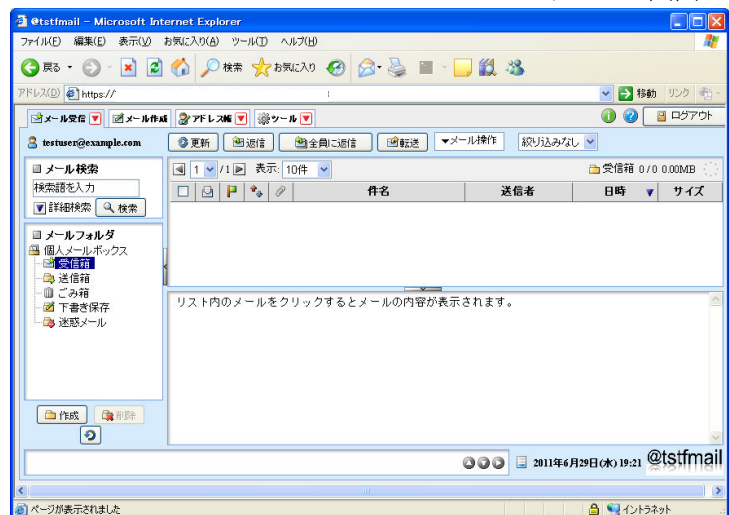 @tstfmail - Microsoft Internet Explorer
ファイル(F) 編集(E) 表示(V) お気に入り(A) ツール(T) ヘルプ(H)
戻る 検索 お気に入り
アドレス(D) https:// 移動 リンク
メール受信 メール作成 アドレス帳 ツール ログアウト
testuser@example.com 更新 返信 全員に返信 転送 ▼メール操作 絞り込みなし
メール検索
検索語を入力
詳細検索 検索
1 /1 表示: 10件 受信箱 0/0 0.00MB
件名 送信者 日時 ▼ サイズ
メールフォルダ
個人メールボックス
受信箱
送信箱
ごみ箱
下書き保存
迷惑メール
リスト内のメールをクリックするとメールの内容が表示されます。
作成 削除
2011年6月29日(水) 19:21 @tstfmail
ページが表示されました イントラネット